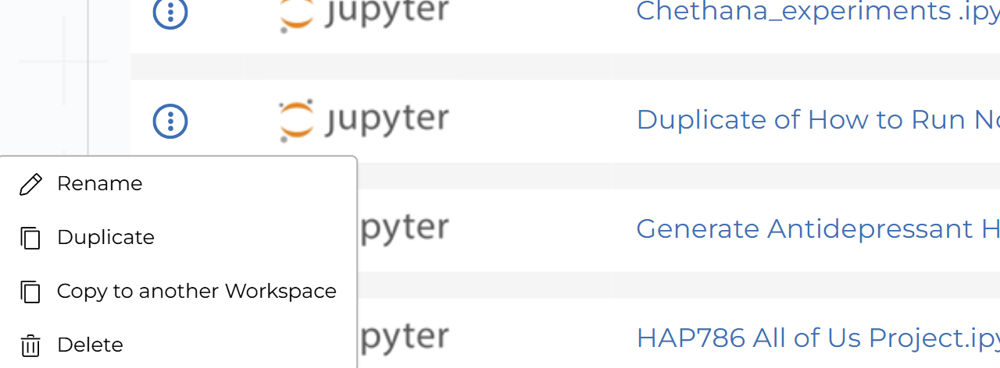 jupyter
Chethana_experiments .ipy
jupyter
Duplicate of How to Run No
Rename
pyter
Generate Antidepressant H
Duplicate
Copy to another Workspace
pyter
HAP786 All of Us Project.ipy
Delete